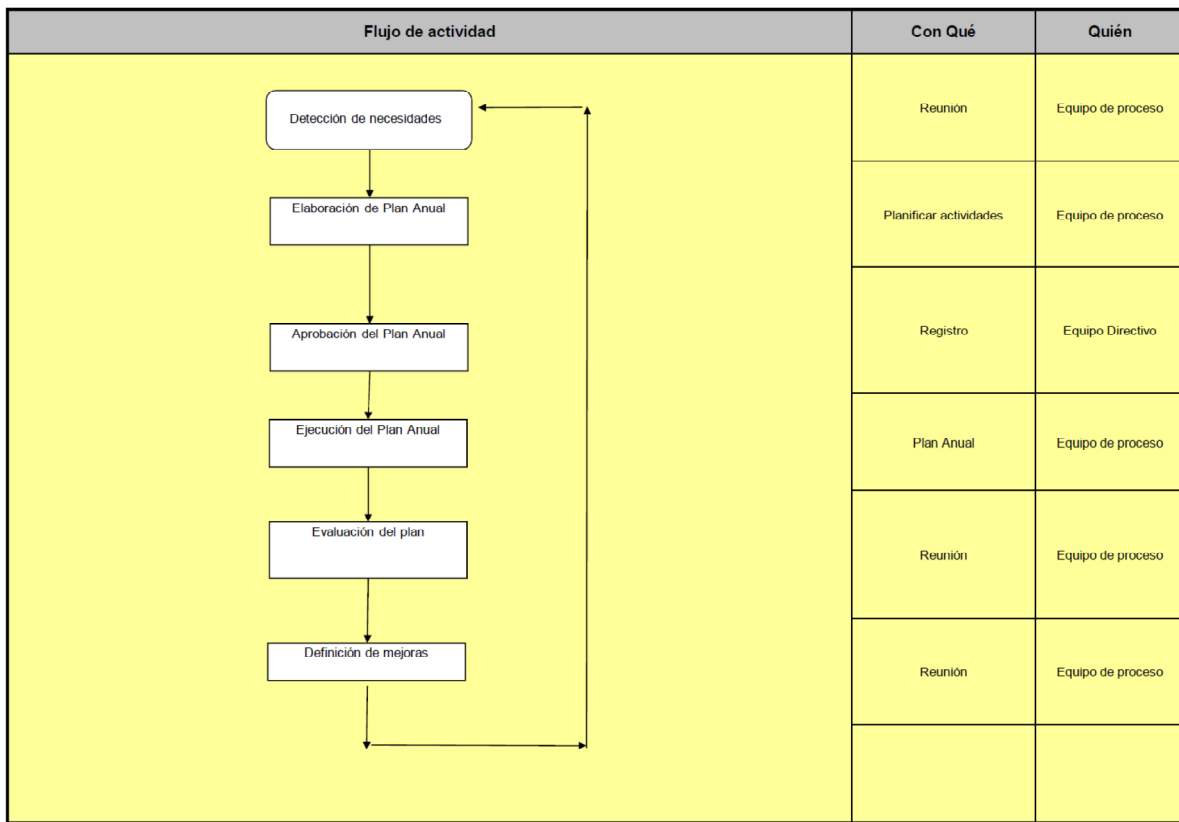 Flujo de actividad
Con Qué
Quién
Detección de necesidades
Reunión
Equipo de proceso
Elaboración de Plan Anual
Planificar actividades
Equipo de proceso
Aprobación del Plan Anual
Registro
Equipo Directivo
Ejecución del Plan Anual
Plan Anual
Equipo de proceso
Evaluación del plan
Reunión
Equipo de proceso
Definición de mejoras
Reunión
Equipo de proceso